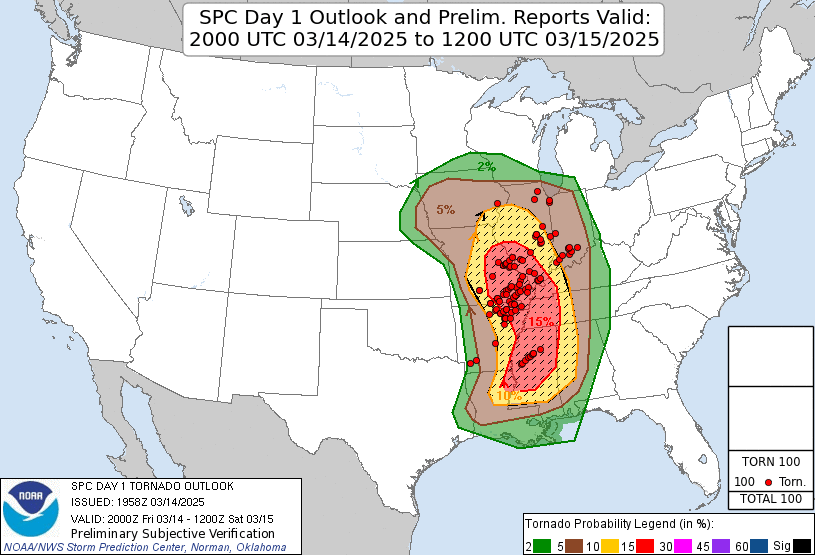 SPC Day 1 Outlook and Prelim. Reports Valid:
2000 UTC 03/14/2025 to 1200 UTC 03/15/2025
2%
5%
15%
10%
TORN 100
100 Torn.
TOTAL 100
NOAA
SPC DAY 1 TORNADO OUTLOOK
ISSUED: 1958Z 03/14/2025
VALID: 2000Z Fri 03/14 - 1200Z Sat 03/15
Preliminary Subjective Verification
NOAA/NWS Storm Prediction Center, Norman, Oklahoma
Tornado Probability Legend (in %):
2 5 10 15 30 45 60 Sig